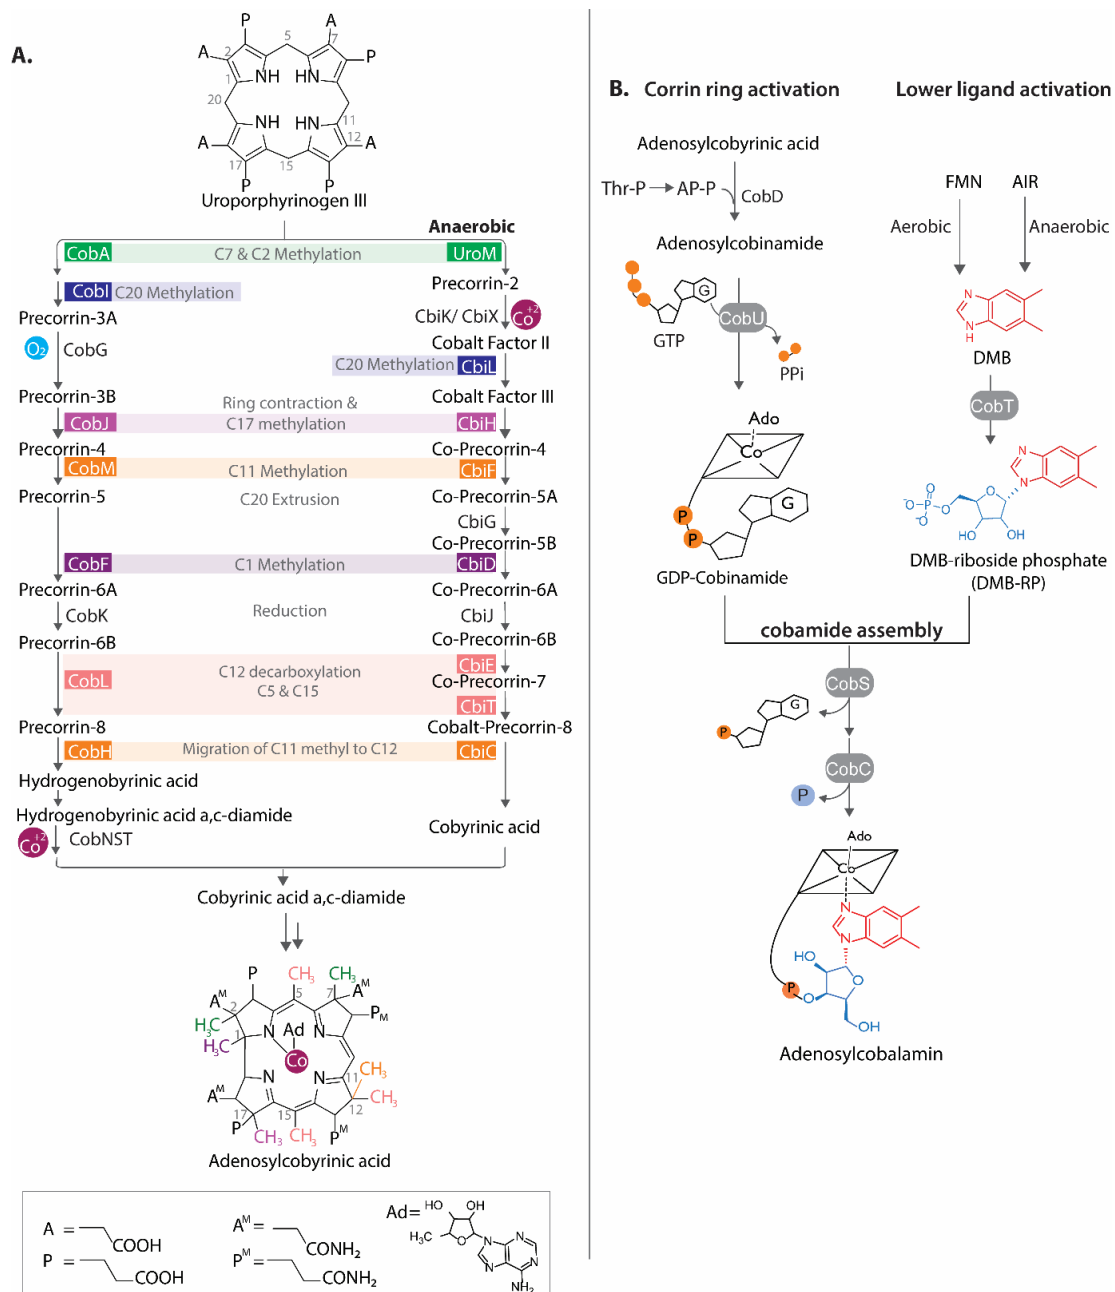 A.
P
A
A
5
7
2
P
NH
HN
1
20
NH
HN
11
A
12
A
17
15
P
P
Uroporphyrinogen III
Anaerobic
CobA
C7 & C2 Methylation
UroM
Precorrin-2
CobI
C20 Methylation
Precorrin-3A
CbiK/ CbiX
Co+2
O2
CobG
Cobalt Factor II
C20 Methylation
CbiL
Precorrin-3B
Cobalt Factor III
Ring contraction &
CobJ
C17 methylation
CbiH
Precorrin-4
Co-Precorrin-4
CobM
C11 Methylation
CbiF
Precorrin-5
C20 Extrusion
Co-Precorrin-5A
CbiG
Co-Precorrin-5B
CobF
C1 Methylation
CbiD
Precorrin-6A
Co-Precorrin-6A
CobK
Reduction
CbiJ
Precorrin-6B
Co-Precorrin-6B
CbiE
CobL
C12 decarboxylation
Co-Precorrin-7
C5 & C15
CbiT
Precorrin-8
Cobalt-Precorrin-8
CobH
Migration of C11 methyl to C12
CbiC
Hydrogenobyrinic acid
Hydrogenobyrinic acid a,c-diamide
Co+2
CobNST
Cobyrinic acid
Cobyrinic acid a,c-diamide
P
CH3
CH3
AM
5
7
AM
2
PM
H3C
Ad
H3C
1
N
N
Co
CH3
N
N
11
AM
CH3
17
15
12
P
CH3
CH3
PM
Adenosylcobyrinic acid
A =
COOH
AM =
CONH2
P =
COOH
PM =
CONH2
Ad=
HO
OH
H3C
O
N
N
N
N
NH2
B.
Corrin ring activation
Lower ligand activation
Adenosylcobyrinic acid
Thr-P
AP-P
CobD
FMN
AIR
Aerobic
Anaerobic
Adenosylcobinamide
G
CobU
GTP
PPi
N
N
H
DMB
CobT
Ado
Co
G
P
P
GDP-Cobinamide
N
N
O
-O
P
O
O
-O
HO
OH
DMB-riboside phosphate
(DMB-RP)
cobamide assembly
CobS
G
P
CobC
P
Ado
Co
N
N
HO
P
O
O
OH
Adenosylcobalamin